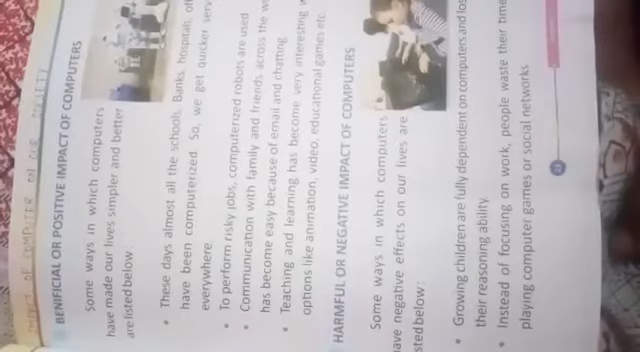 OF COMPUTER ON OUR SOCIETY
BENIFICIAL OR POSITIVE IMPACT OF COMPUTERS
Some ways in which computers
have made our lives simpler and better
are listed below
• These days almost all the schools, Banks, hospitals,
have been computerized. So, we get quicker
everywhere.
• To perform risky jobs, computerized robots are used
• Communication with family and friends across the
has become easy because of email and chatting
• Teaching and learning has become very interesting
options like animation, video, educational games etc.
HARMFUL OR NEGATIVE IMPACT OF COMPUTERS
Some ways in which computers
have negative effects on our lives are
listed below:
• Growing children are fully dependent on computers and
their reasoning ability
• Instead of focusing on work, people waste their time
playing computer games or social networks